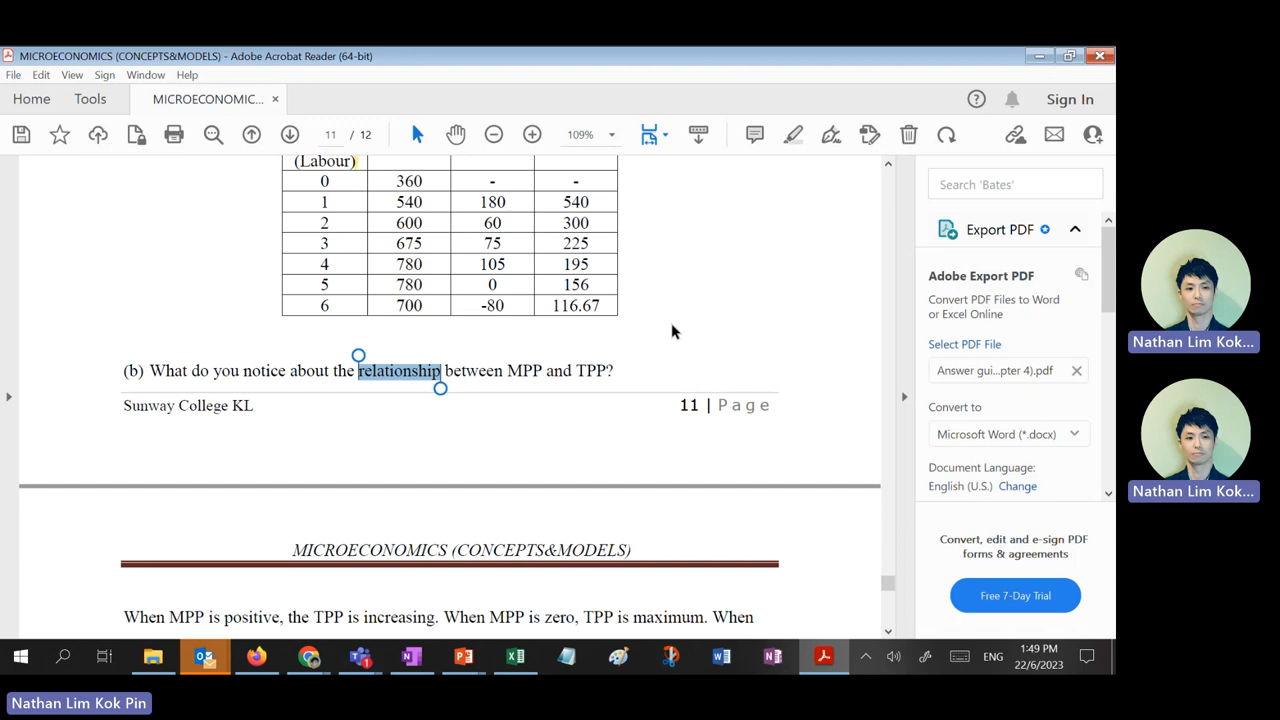 MICROECONOMICS (CONCEPTS&MODELS) - Adobe Acrobat Reader (64-bit)
File Edit View Sign Window Help
Home Tools MICROECONOMIC... × Sign In
11 / 12 109%
(Labour)
0 360 - -
1 540 180 540
2 600 60 300
3 675 75 225
4 780 105 195
5 780 0 156
6 700 -80 116.67
(b) What do you notice about the relationship between MPP and TPP?
Sunway College KL 11 | Page
MICROECONOMICS (CONCEPTS&MODELS)
When MPP is positive, the TPP is increasing. When MPP is zero, TPP is maximum. When
Search 'Bates'
Export PDF
Adobe Export PDF
Convert PDF Files to Word
or Excel Online
Select PDF File
Answer gui...pter 4).pdf
Convert to
Microsoft Word (*.docx)
Document Language:
English (U.S.) Change
Convert, edit and e-sign PDF
forms & agreements
Free 7-Day Trial
Nathan Lim Kok...
Nathan Lim Kok...
ENG
1:49 PM
22/6/2023
Nathan Lim Kok Pin